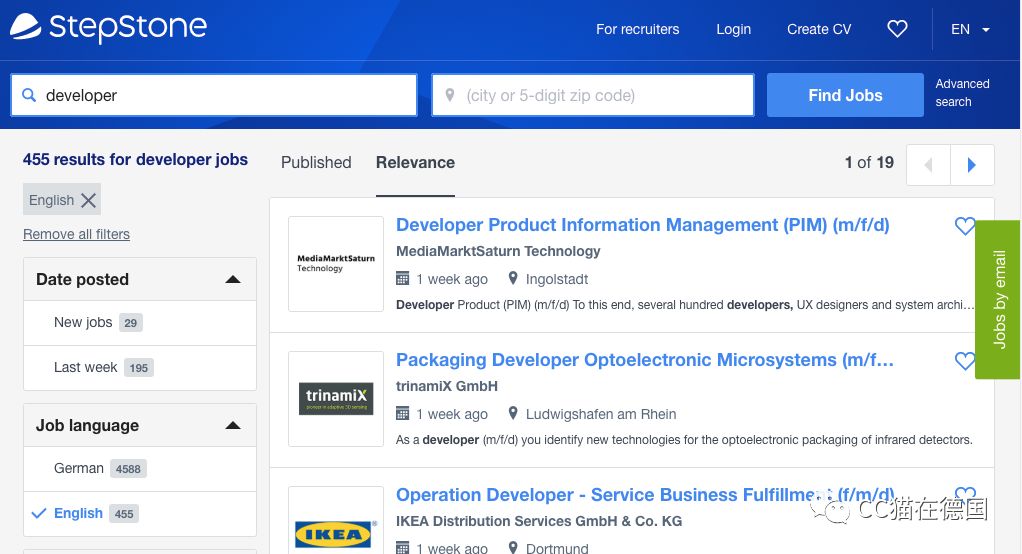 StepStone
For recruiters
Login
Create CV
EN
developer
(city or 5-digit zip code)
Find Jobs
Advanced
search
455 results for developer jobs
English
Remove all filters
Date posted
New jobs 29
Last week 195
Job language
German 4588
English 455
Published
Relevance
1 of 19
MediaMarktSaturn
Technology
Developer Product Information Management (PIM) (m/f/d)
MediaMarktSaturn Technology
1 week ago
Ingolstadt
Developer Product (PIM) (m/f/d) To this end, several hundred developers, UX designers and system archi…
trinamiX
pioneer in adaptive 3D sensing
Packaging Developer Optoelectronic Microsystems (m/f…
trinamiX GmbH
1 week ago
Ludwigshafen am Rhein
As a developer (m/f/d) you identify new technologies for the optoelectronic packaging of infrared detectors.
IKEA
Operation Developer - Service Business Fulfillment (f/m/d)
IKEA Distribution Services GmbH & Co. KG
1 week ago
Dortmund
Jobs by email
CC猫在德国